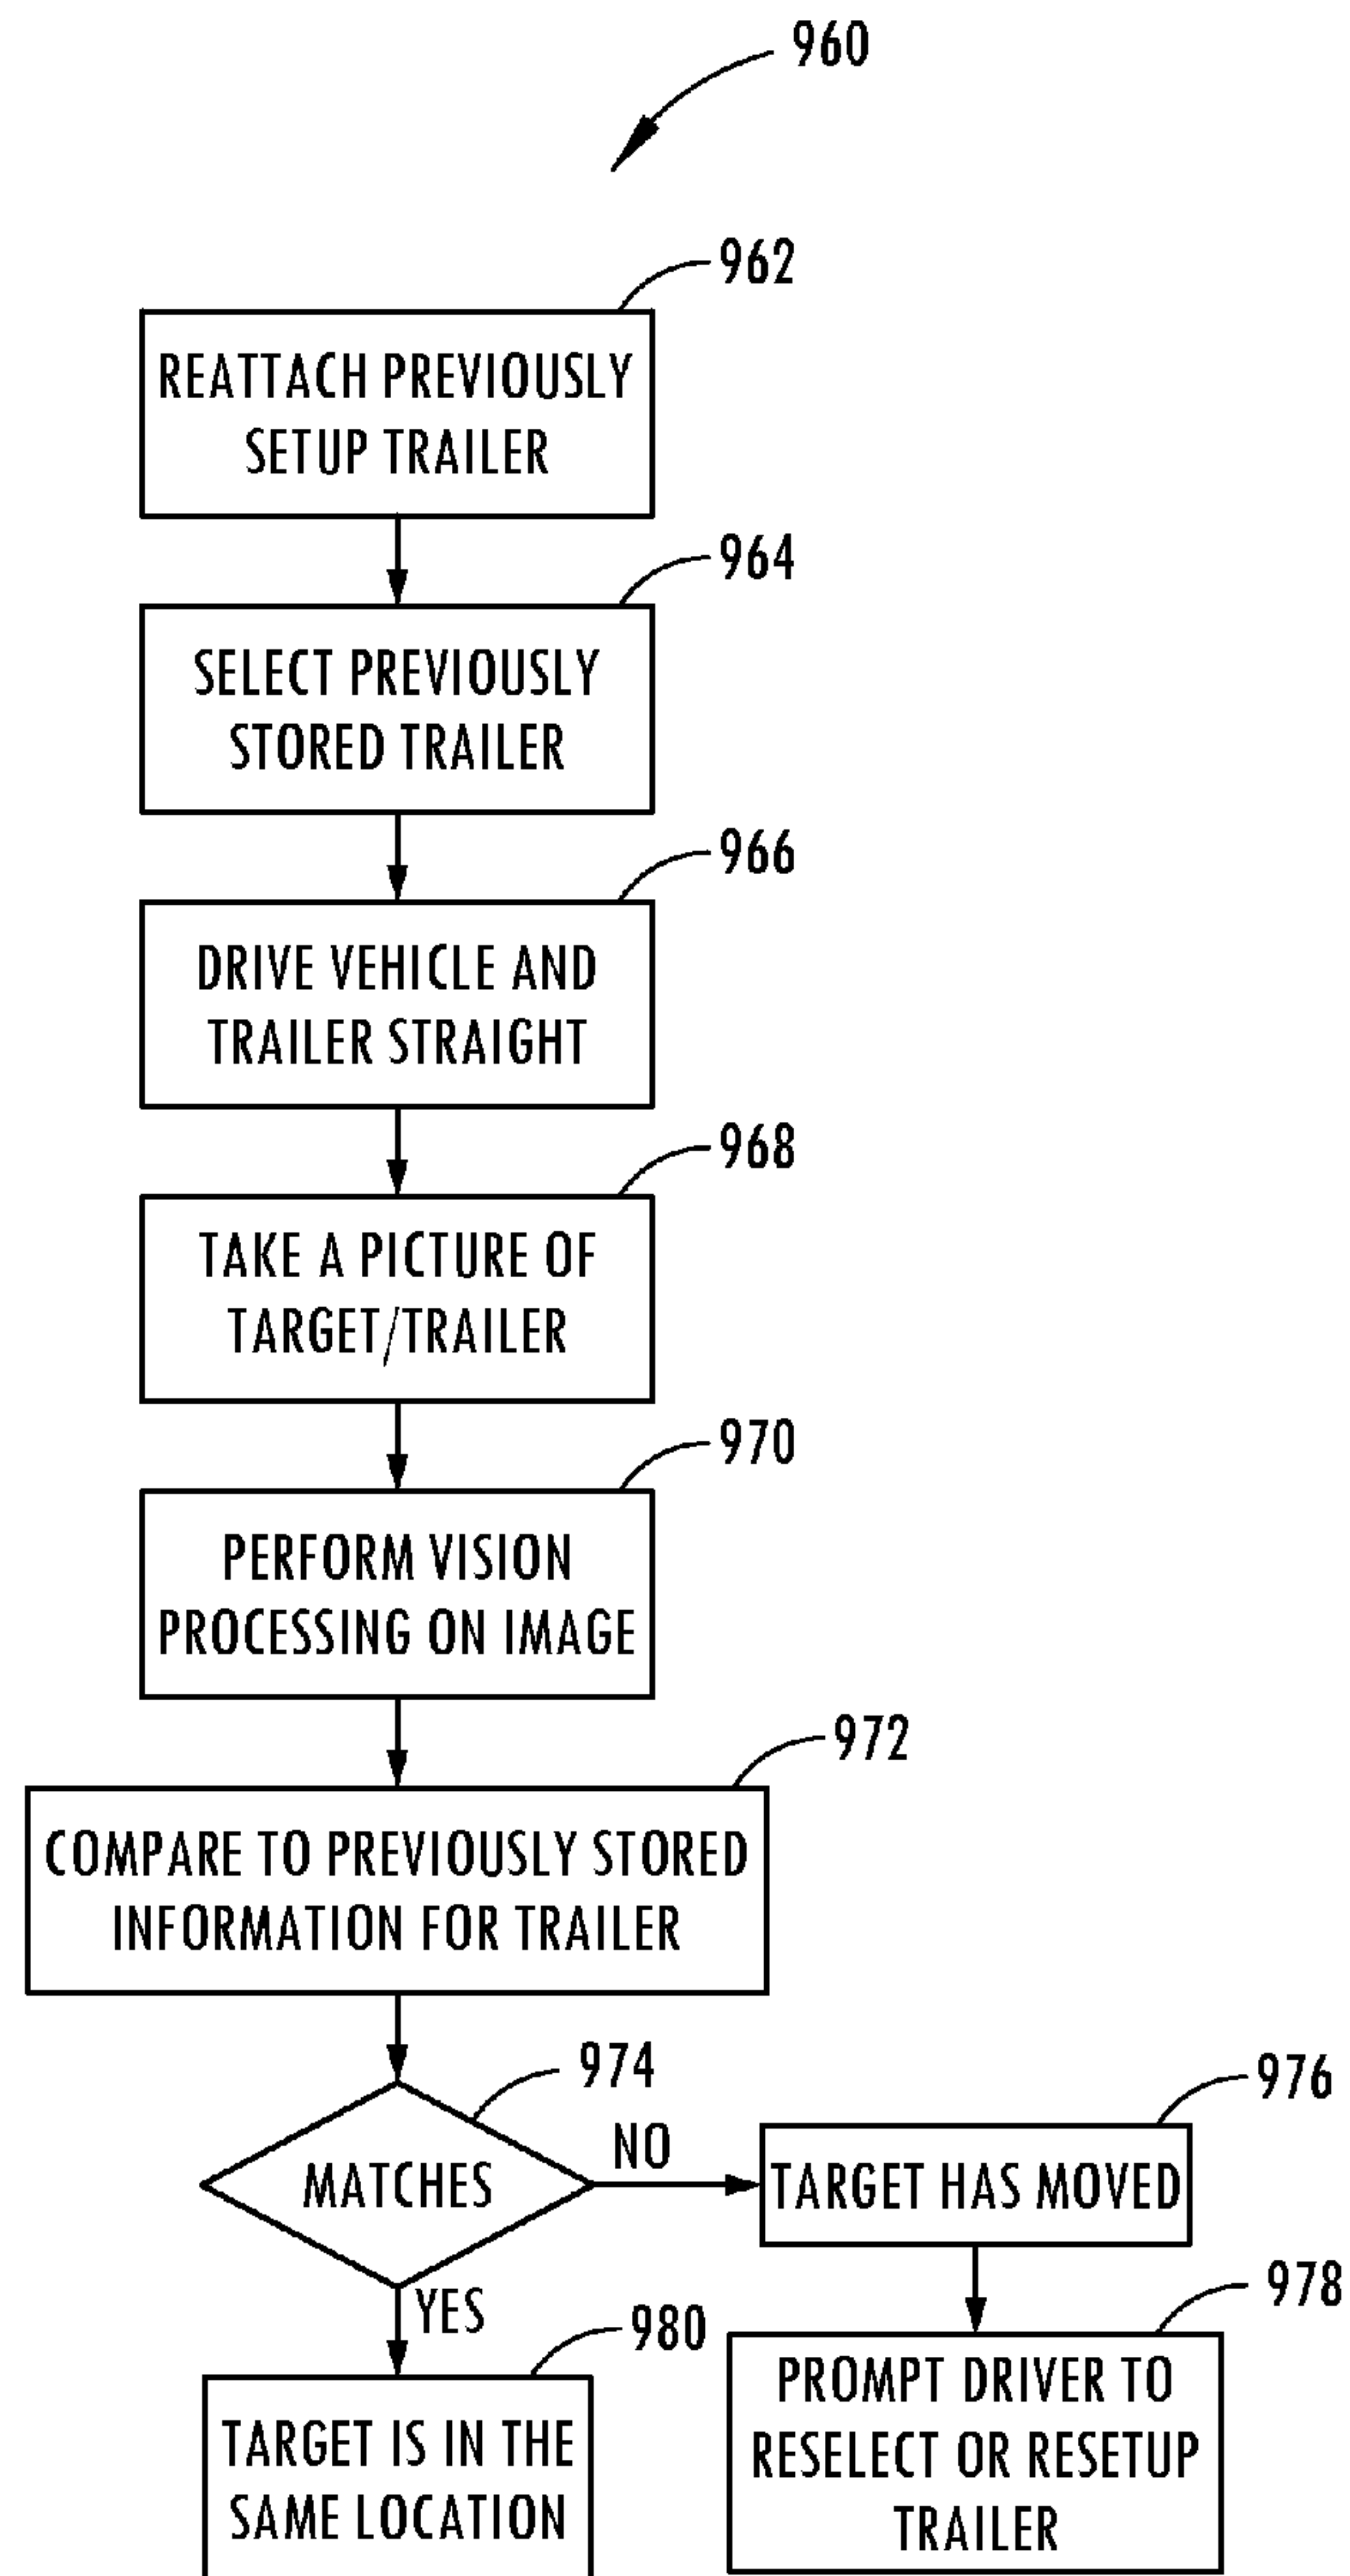 960
962
REATTACH PREVIOUSLY
SETUP TRAILER
964
SELECT PREVIOUSLY
STORED TRAILER
966
DRIVE VEHICLE AND
TRAILER STRAIGHT
968
TAKE A PICTURE OF
TARGET/TRAILER
970
PERFORM VISION
PROCESSING ON IMAGE
972
COMPARE TO PREVIOUSLY STORED
INFORMATION FOR TRAILER
974
MATCHES
NO
976
TARGET HAS MOVED
978
PROMPT DRIVER TO
RESELECT OR RESETUP
TRAILER
YES
980
TARGET IS IN THE
SAME LOCATION